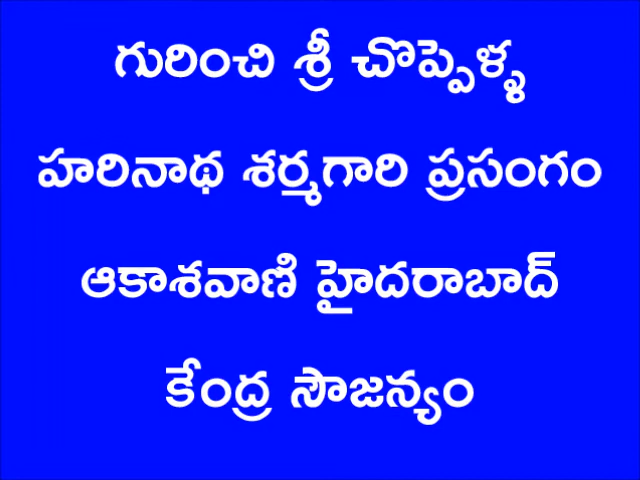 గురించి శ్రీ చొప్పెళ్ళ
హరినాథ శర్మగారి ప్రసంగం
ఆకాశవాణి హైదరాబాద్
కేంద్ర సౌజన్యం